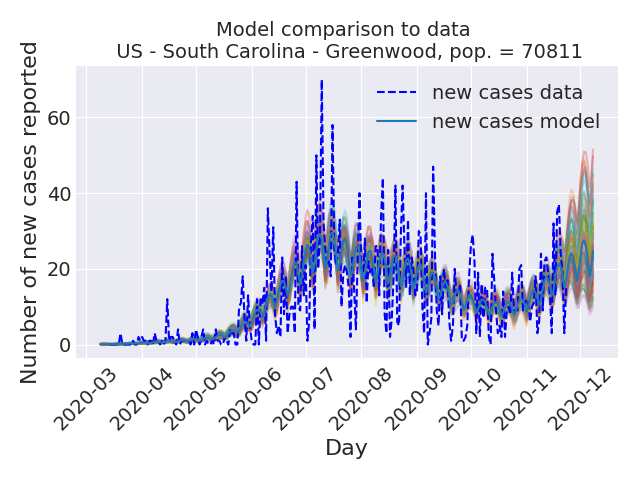 Model comparison to data
US - South Carolina - Greenwood, pop. = 70811
Number of new cases reported
60
40
20
0
new cases data
new cases model
2020-03
2020-04
2020-05
2020-06
2020-07
2020-08
2020-09
2020-10
2020-11
2020-12
Day